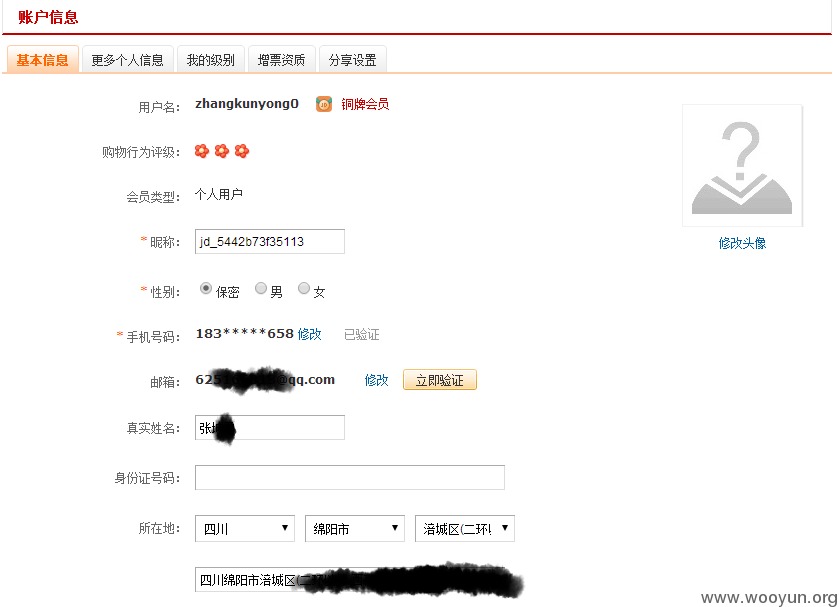 账户信息
基本信息 更多个人信息 我的级别 增票资质 分享设置
用户名： zhangkunyong0 JD 铜牌会员
购物行为评级：
会员类型： 个人用户
*昵称： jd_5442b73f35113
修改头像
*性别： 保密 男 女
*手机号码： 183*****658 修改 已验证
邮箱： 625 @qq.com 修改 立即验证
真实姓名： 张
身份证号码：
所在地： 四川 绵阳市 涪城区(二环以
四川绵阳市涪城区(二环
www.wooyun.org